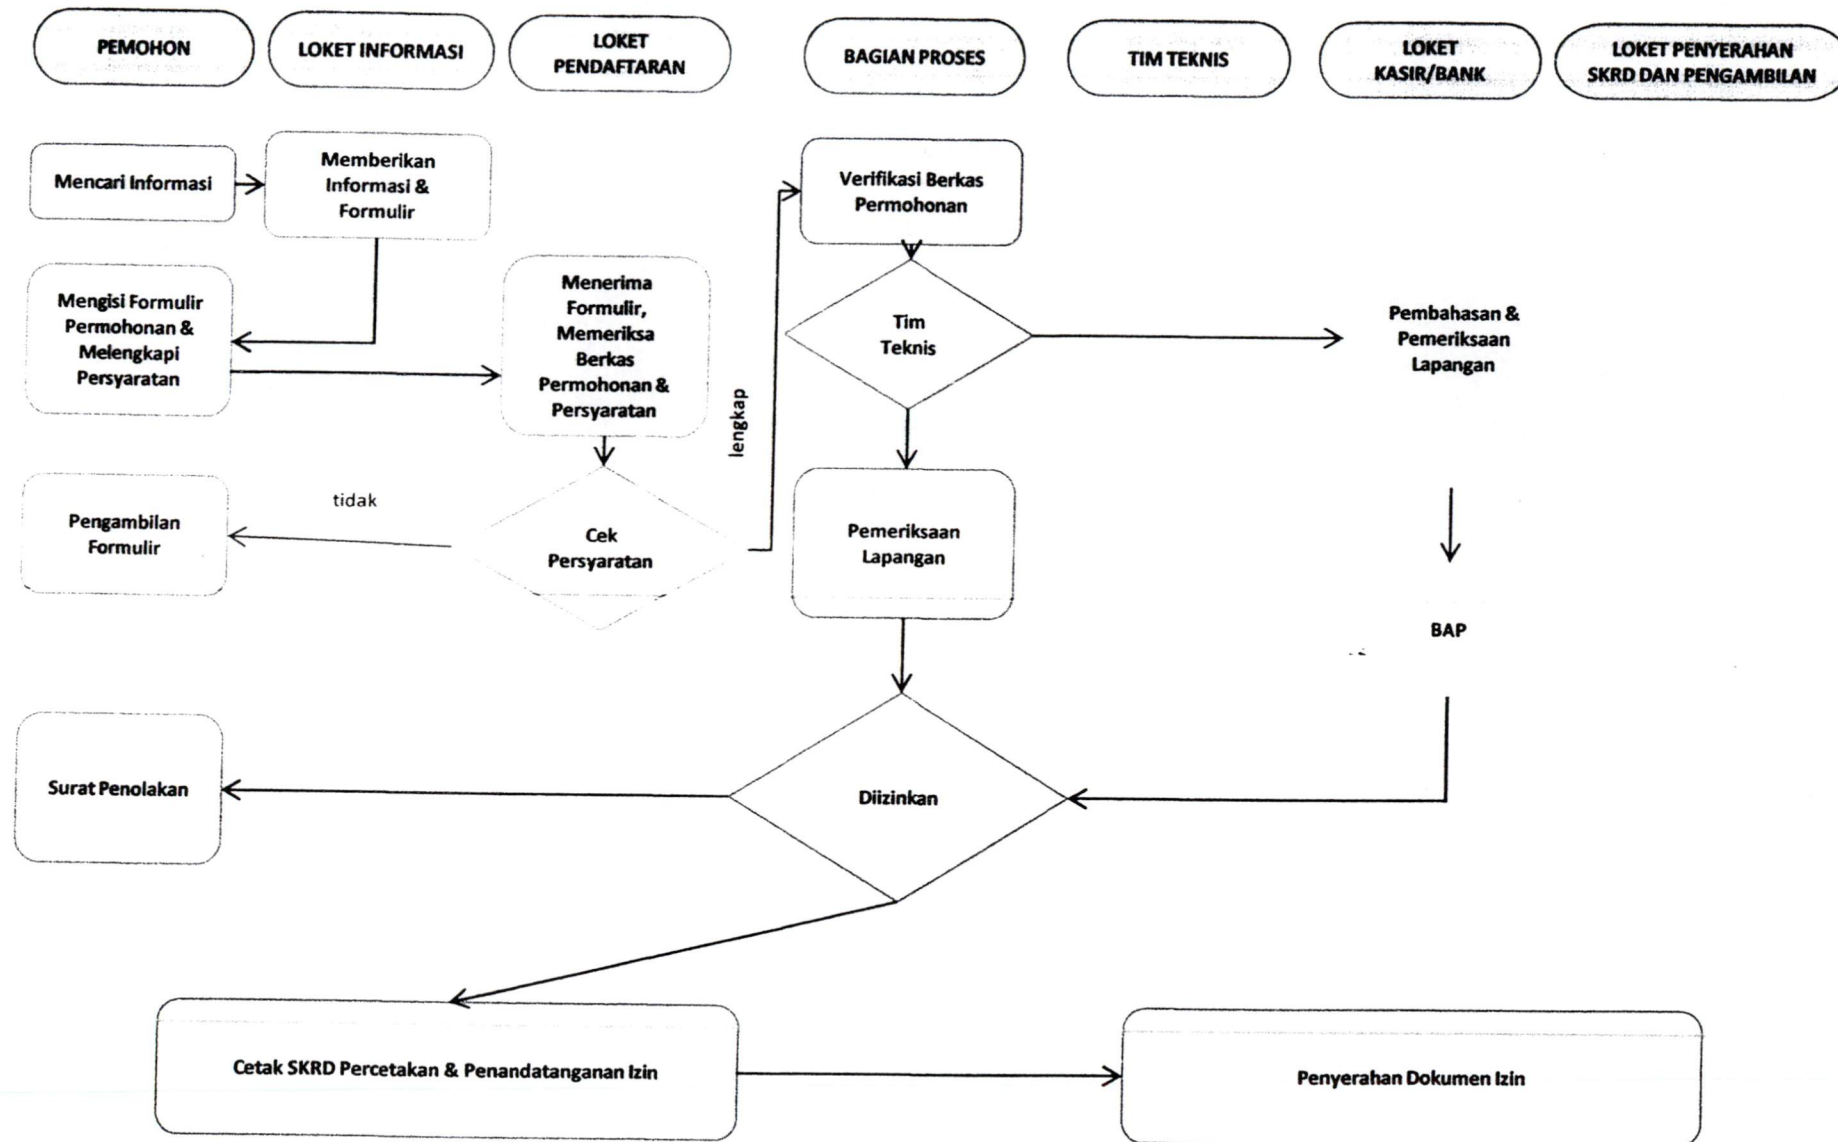 PEMOHON
LOKET INFORMASI
LOKET
PENDAFTARAN
BAGIAN PROSES
TIM TEKNIS
LOKET
KASIR/BANK
LOKET PENYERAHAN
SKRD DAN PENGAMBILAN
Mencari Informasi
Memberikan
Informasi &
Formulir
Verifikasi Berkas
Permohonan
Mengisi Formulir
Permohonan &
Melengkapi
Persyaratan
Menerima
Formulir,
Memeriksa
Berkas
Permohonan &
Persyaratan
Tim
Teknis
Pembahasan &
Pemeriksaan
Lapangan
lengkap
Pengambilan
Formulir
tidak
Cek
Persyaratan
Pemeriksaan
Lapangan
BAP
Surat Penolakan
Diizinkan
Cetak SKRD Percetakan & Penandatanganan Izin
Penyerahan Dokumen Izin